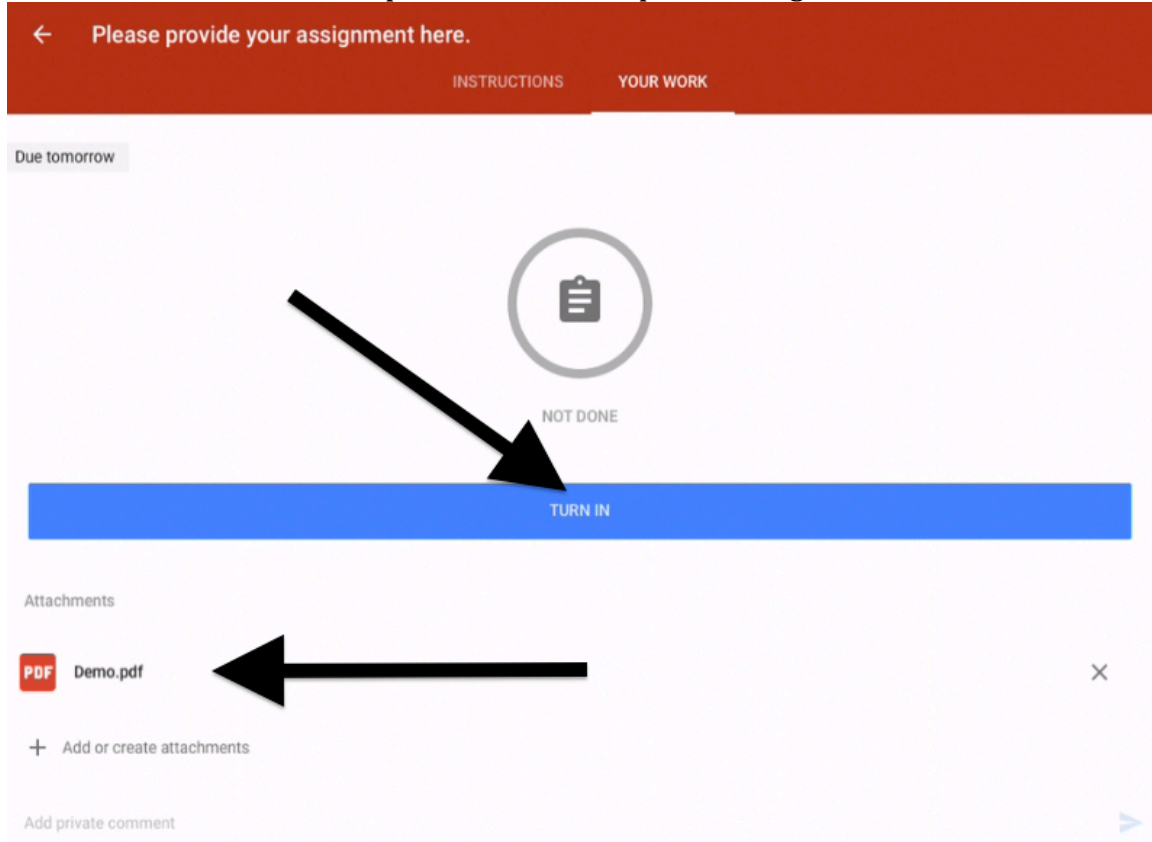 Please provide your assignment here.
INSTRUCTIONS YOUR WORK
Due tomorrow
NOT DONE
TURN IN
Attachments
PDF Demo.pdf
Add or create attachments
Add private comment